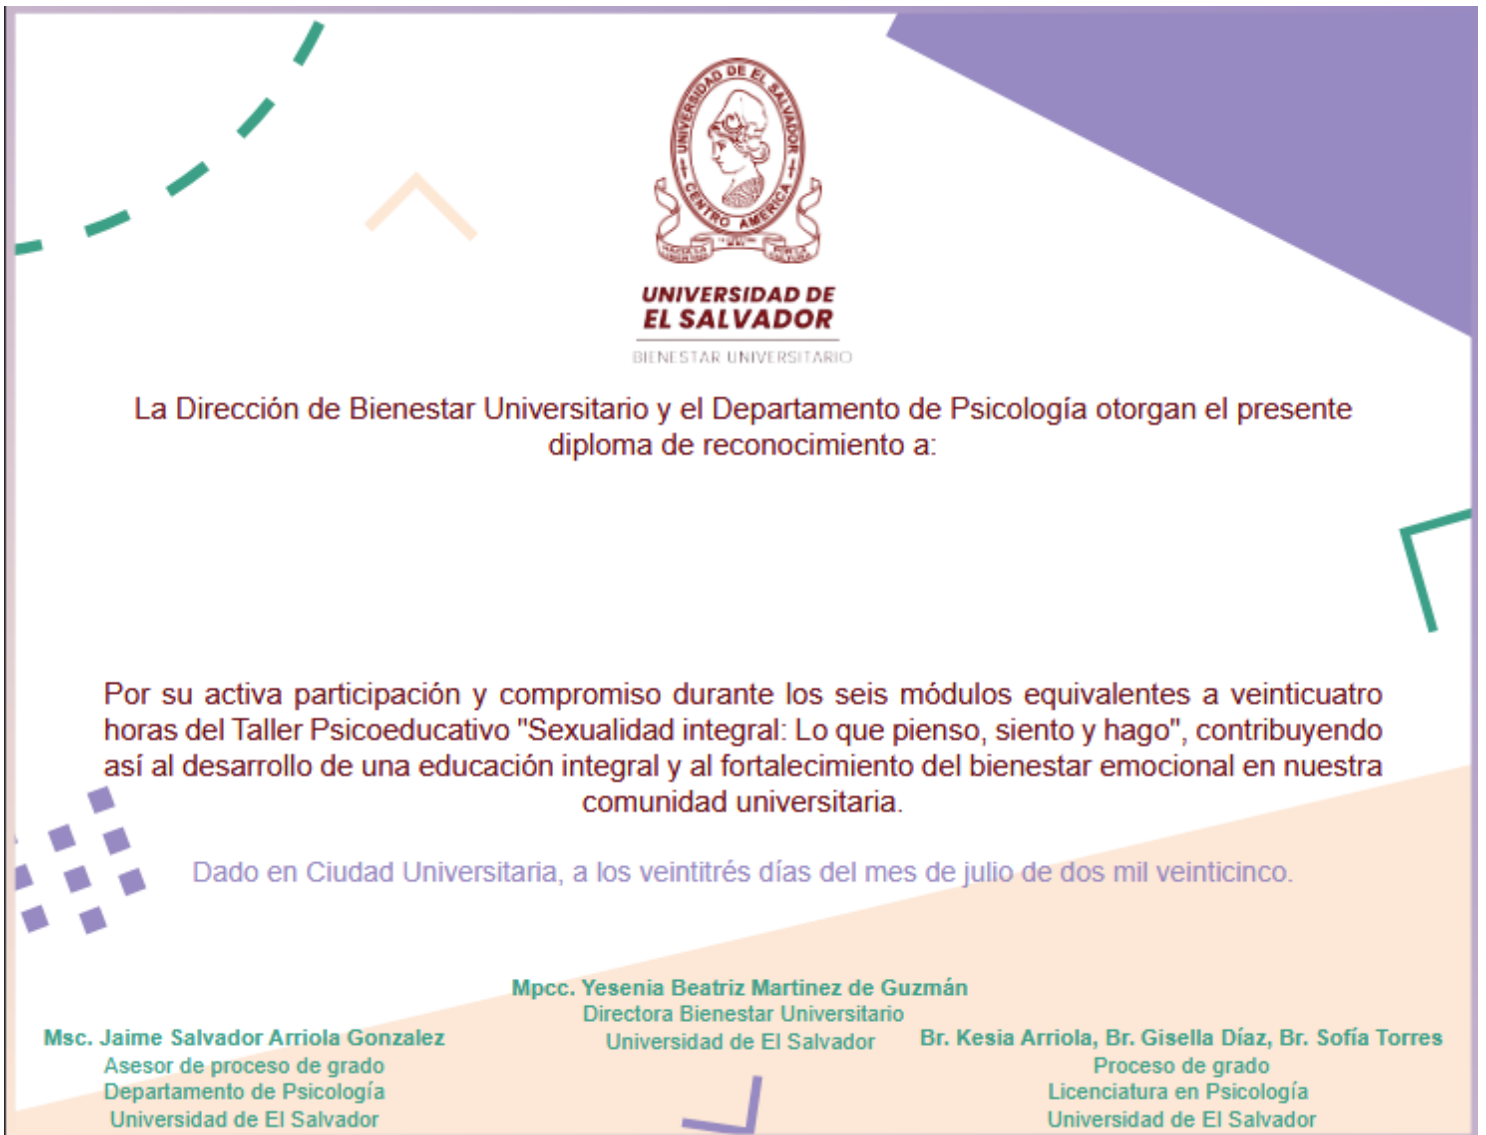 UNIVERSIDAD DE EL SALVADOR
CENTRO AMERICA
HACIA LA LIBERTAD
POR LA CULTURA
UNIVERSIDAD DE
EL SALVADOR
BIENESTAR UNIVERSITARIO
La Dirección de Bienestar Universitario y el Departamento de Psicología otorgan el presente
diploma de reconocimiento a:
Por su activa participación y compromiso durante los seis módulos equivalentes a veinticuatro
horas del Taller Psicoeducativo "Sexualidad integral: Lo que pienso, siento y hago", contribuyendo
así al desarrollo de una educación integral y al fortalecimiento del bienestar emocional en nuestra
comunidad universitaria.
Dado en Ciudad Universitaria, a los veintitrés días del mes de julio de dos mil veinticinco.
Mpcc. Yesenia Beatriz Martinez de Guzmán
Directora Bienestar Universitario
Universidad de El Salvador
Msc. Jaime Salvador Arriola Gonzalez
Asesor de proceso de grado
Departamento de Psicología
Universidad de El Salvador
Br. Kesia Arriola, Br. Gisella Díaz, Br. Sofía Torres
Proceso de grado
Licenciatura en Psicología
Universidad de El Salvador